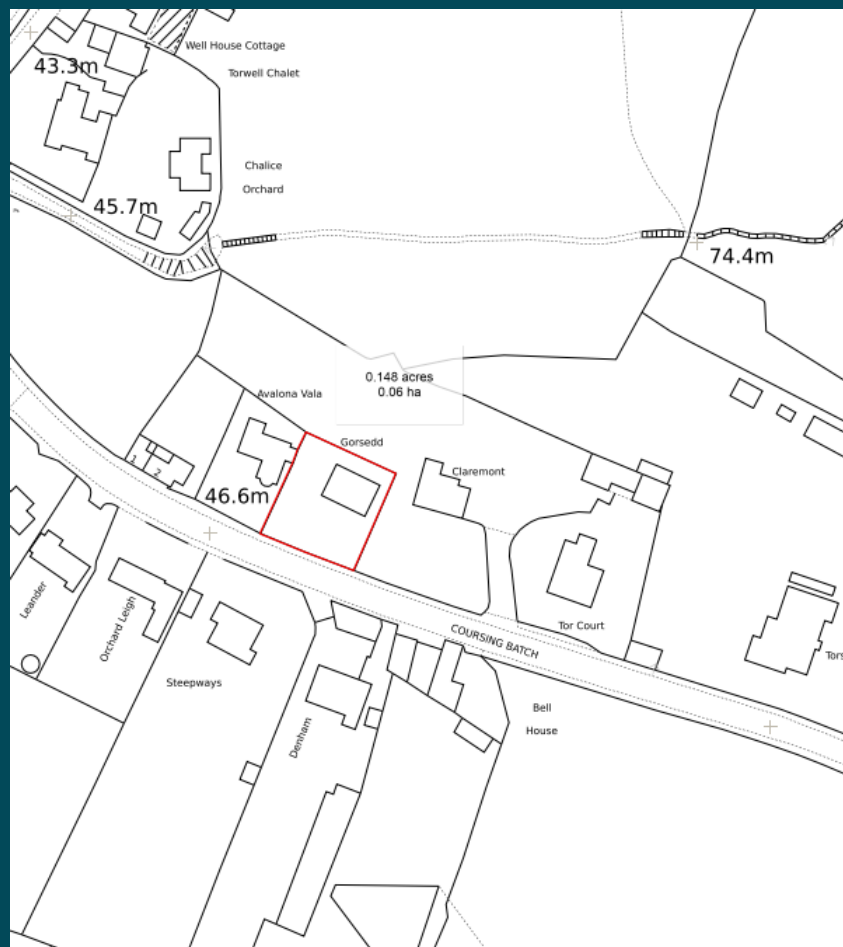 Well House Cottage
43.3m
Torwell Chalet
Chalice
Orchard
45.7m
74.4m
0.148 acres
0.06 ha
Avalona Vala
Gorsedd
1
2
Claremont
46.6m
Leander
Orchard Leigh
Tor Court
COURSING BATCH
Steepways
Denham
Bell
House